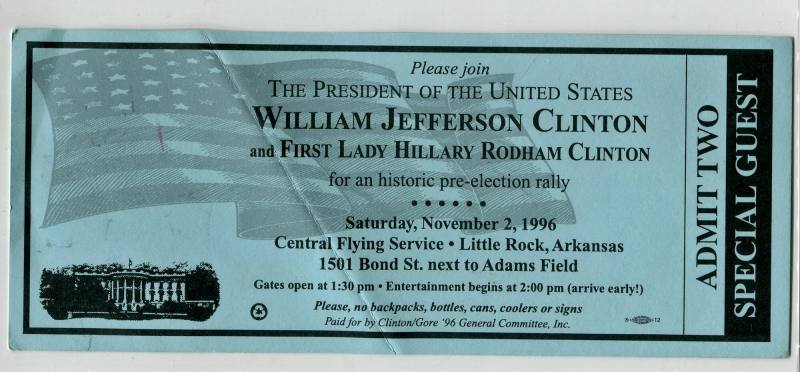 Please join
THE PRESIDENT OF THE UNITED STATES
WILLIAM JEFFERSON CLINTON
and FIRST LADY HILLARY RODHAM CLINTON
for an historic pre-election rally
• • • • • •
Saturday, November 2, 1996
Central Flying Service • Little Rock, Arkansas
1501 Bond St. next to Adams Field
Gates open at 1:30 pm • Entertainment begins at 2:00 pm (arrive early!)
Please, no backpacks, bottles, cans, coolers or signs
Paid for by Clinton/Gore '96 General Committee, Inc.
12
ADMIT TWO
SPECIAL GUEST